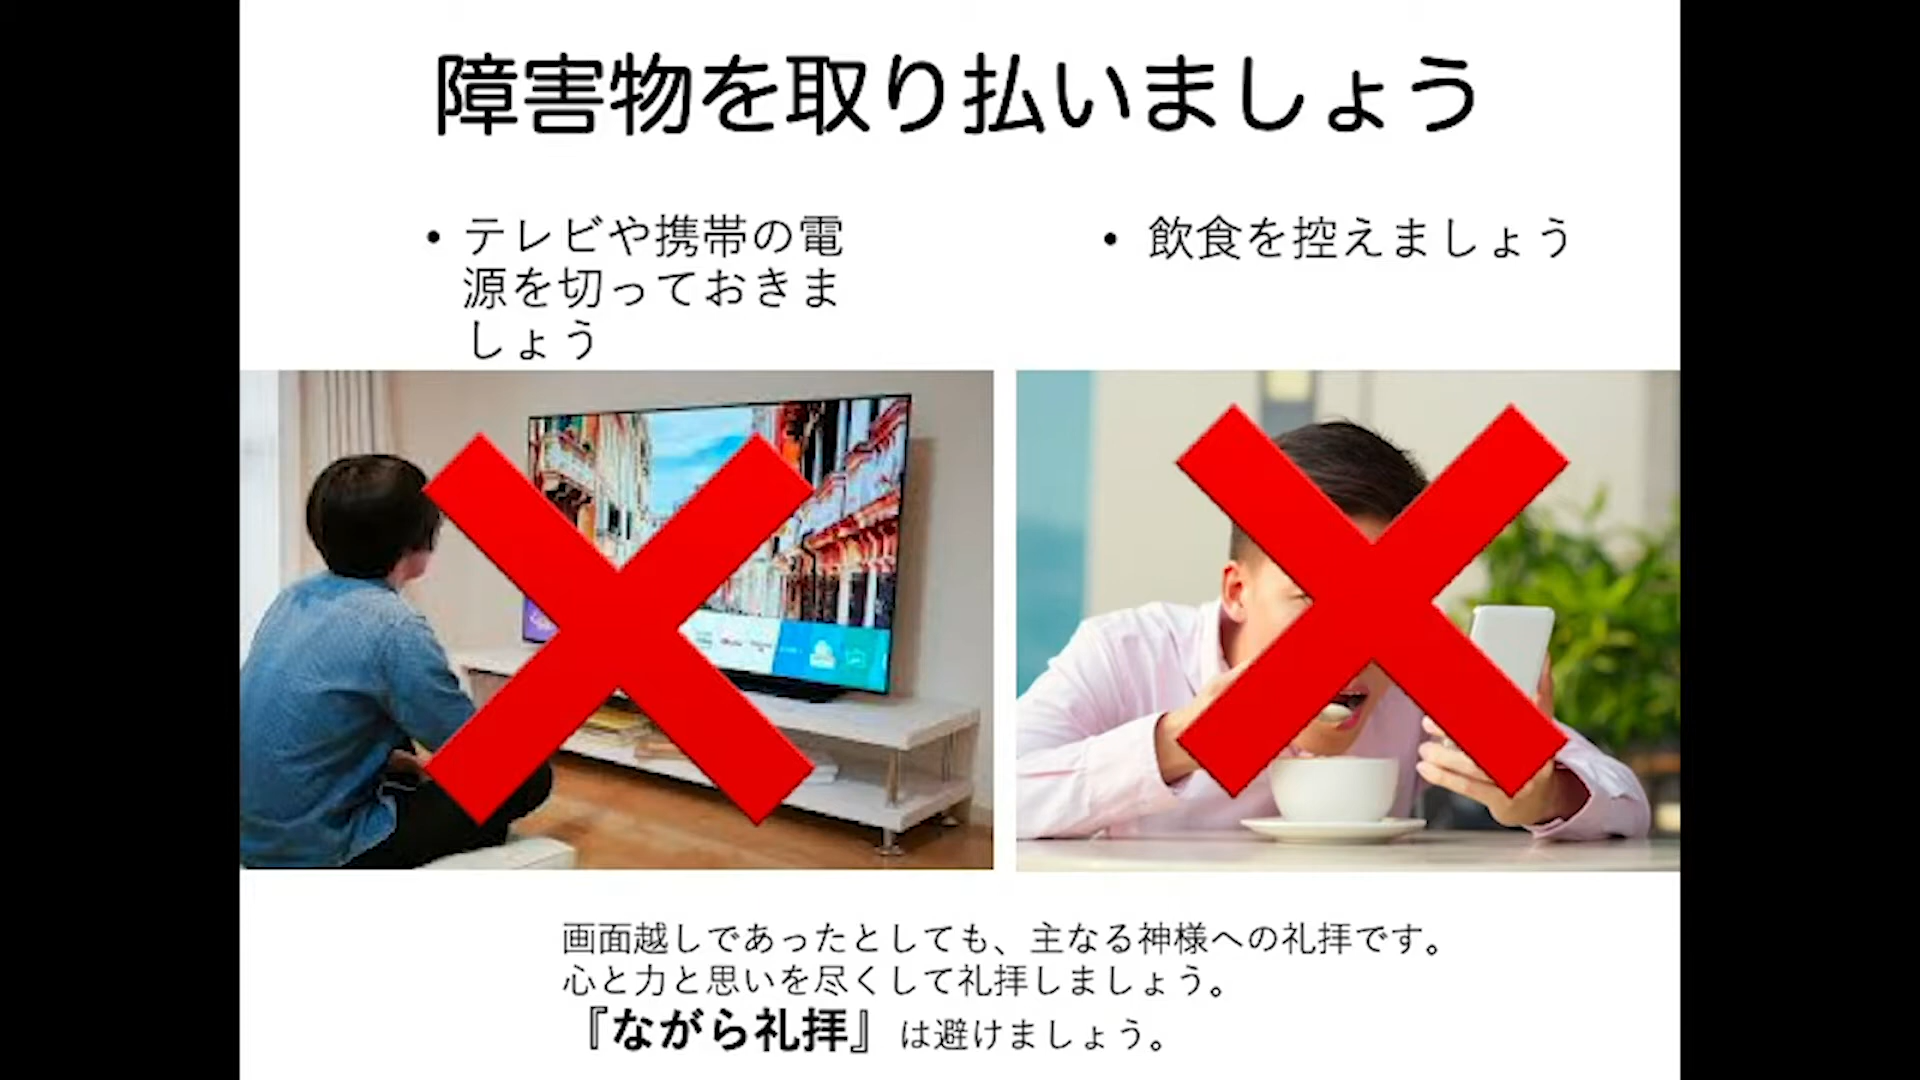 障害物を取り払いましょう
• テレビや携帯の電
源を切っておきま
しょう
• 飲食を控えましょう
画面越しであったとしても、主なる神様への礼拝です。
心と力と思いを尽くして礼拝しましょう。
『ながら礼拝』は避けましょう。